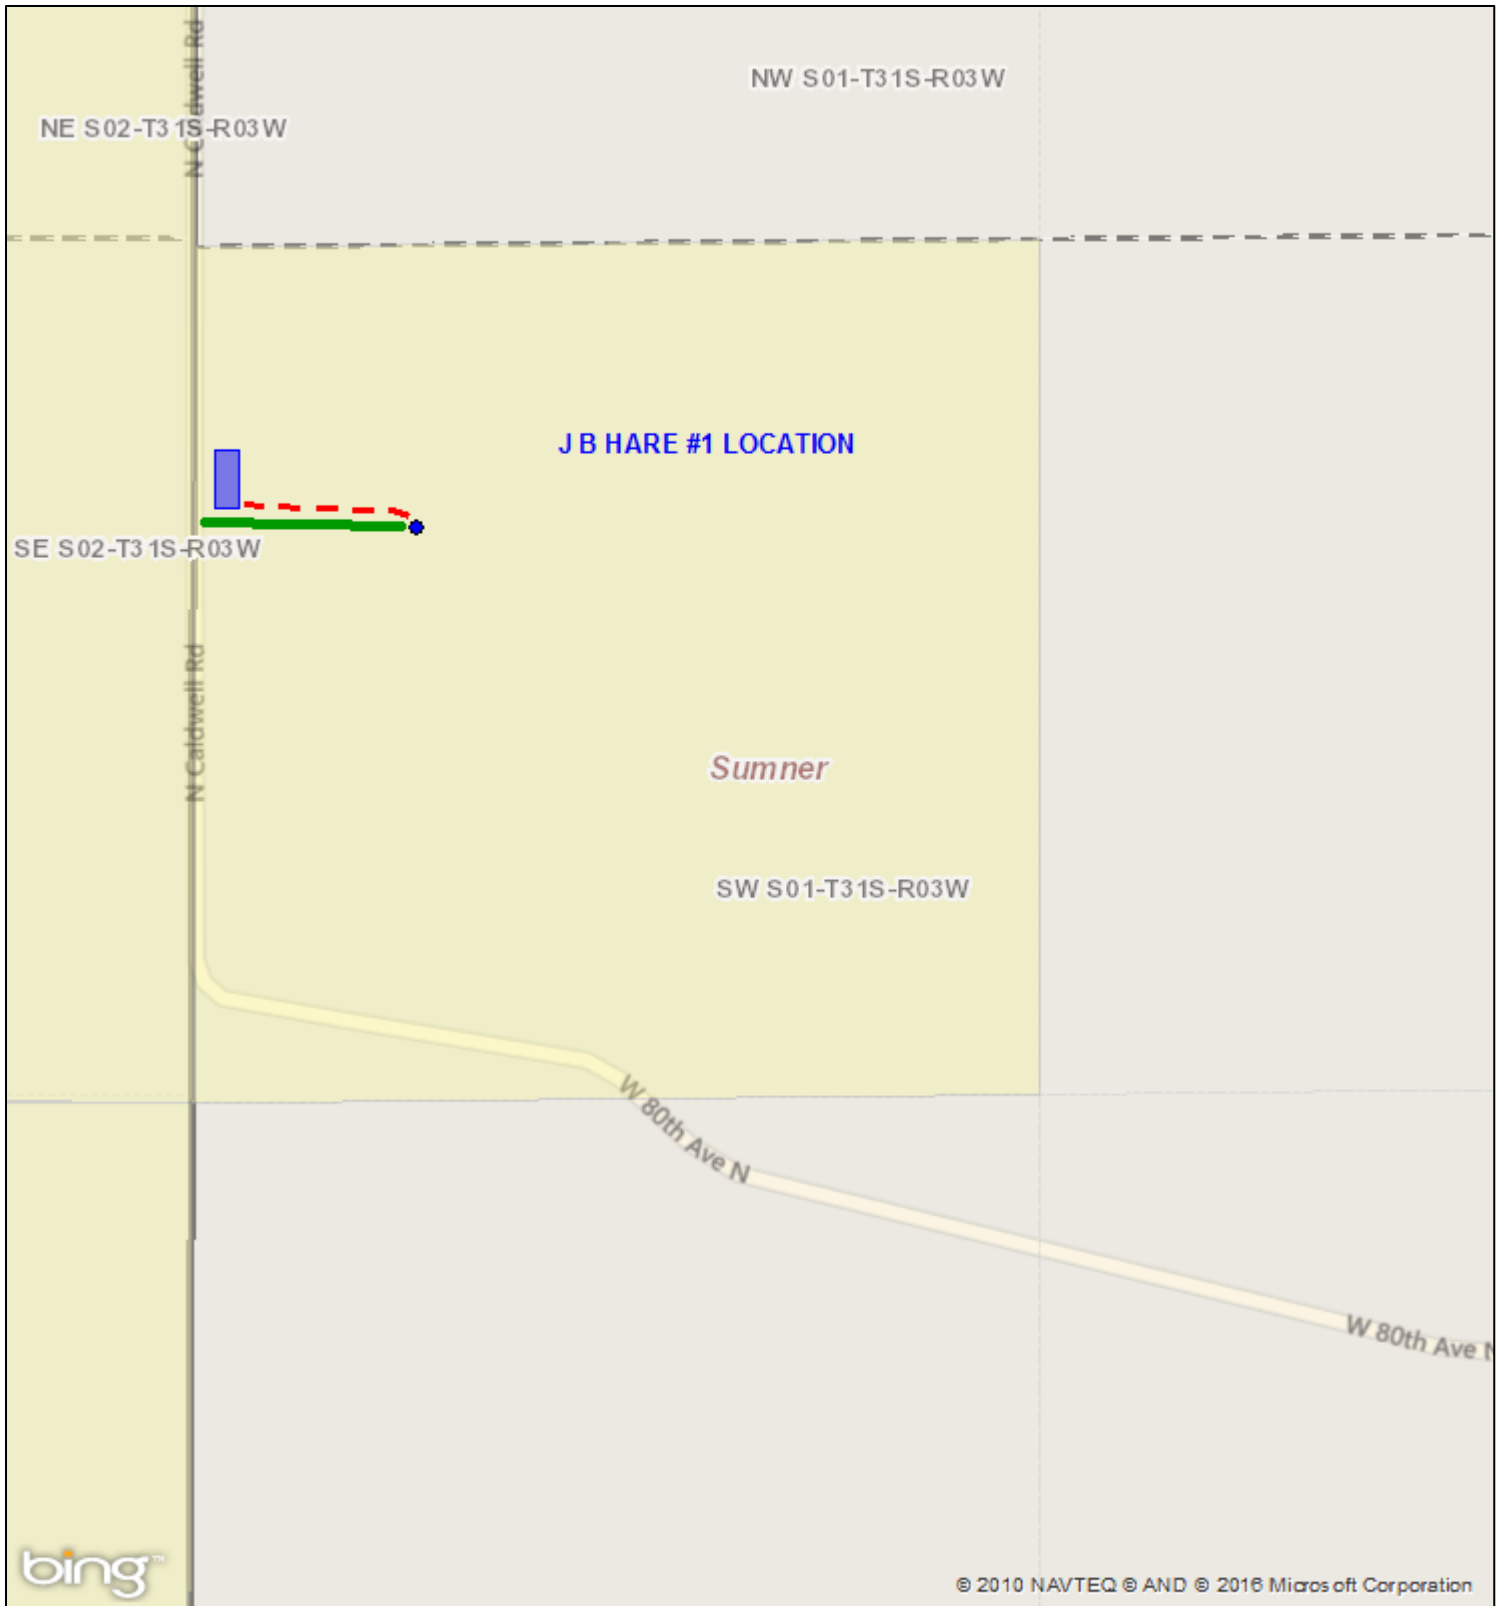 N Caldwell Rd
NW S01-T31S-R03W
NE S02-T31S-R03W
J B HARE #1 LOCATION
SE S02-T31S-R03W
N Caldwell Rd
Sumner
SW S01-T31S-R03W
W 80th Ave N
W 80th Ave N
bing™
© 2010 NAVTEQ © AND © 2016 Microsoft Corporation